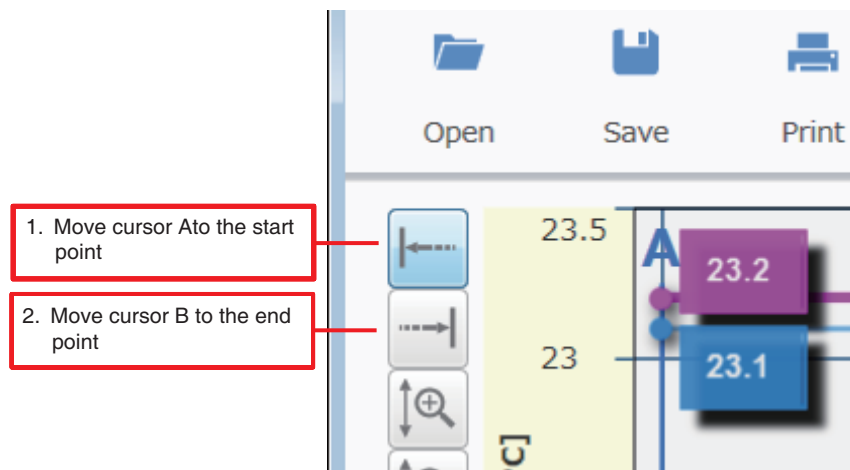 Open Save Print
1. Move cursor Ato the start
point
2. Move cursor B to the end
point
23.5
A
23.2
23
23.1
C]